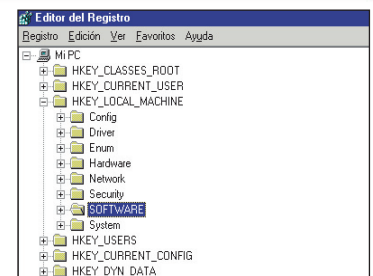 Editor del Registro
Registro Edición Ver Favoritos Ayuda
Mi PC
HKEY_CLASSES_ROOT
HKEY_CURRENT_USER
HKEY_LOCAL_MACHINE
Config
Driver
Enum
Hardware
Network
Security
SOFTWARE
System
HKEY_USERS
HKEY_CURRENT_CONFIG
HKEY_DYN_DATA